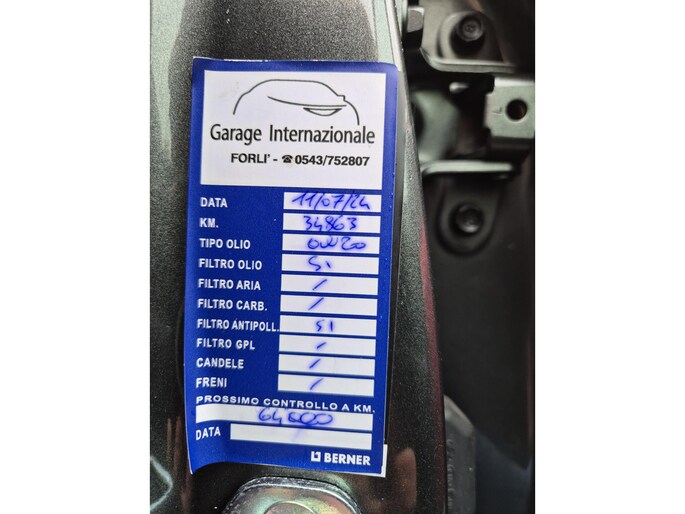 Garage Internazionale
FORLI' - ☎0543/752807
DATA 11/07/24
KM. 34863
TIPO OLIO 0W20
FILTRO OLIO Si
FILTRO ARIA /
FILTRO CARB. /
FILTRO ANTIPOLL. SI
FILTRO GPL /
CANDELE /
FRENI /
PROSSIMO CONTROLLO A KM.
DATA
BERNER